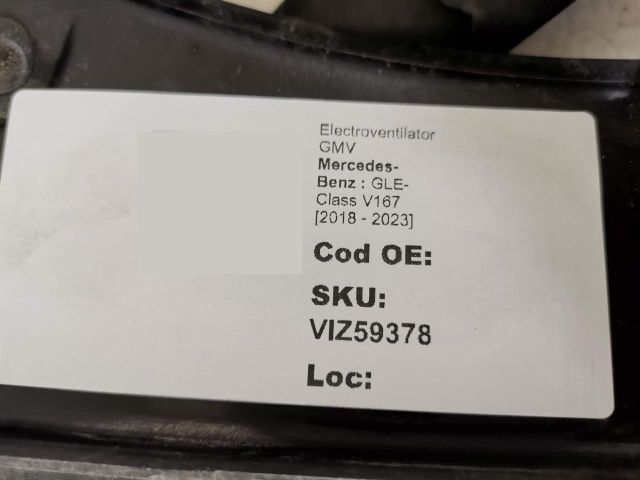 Electroventilator
GMV
Mercedes-
Benz : GLE-
Class V167
[2018 - 2023]
Cod OE:
SKU:
VIZ59378
Loc: